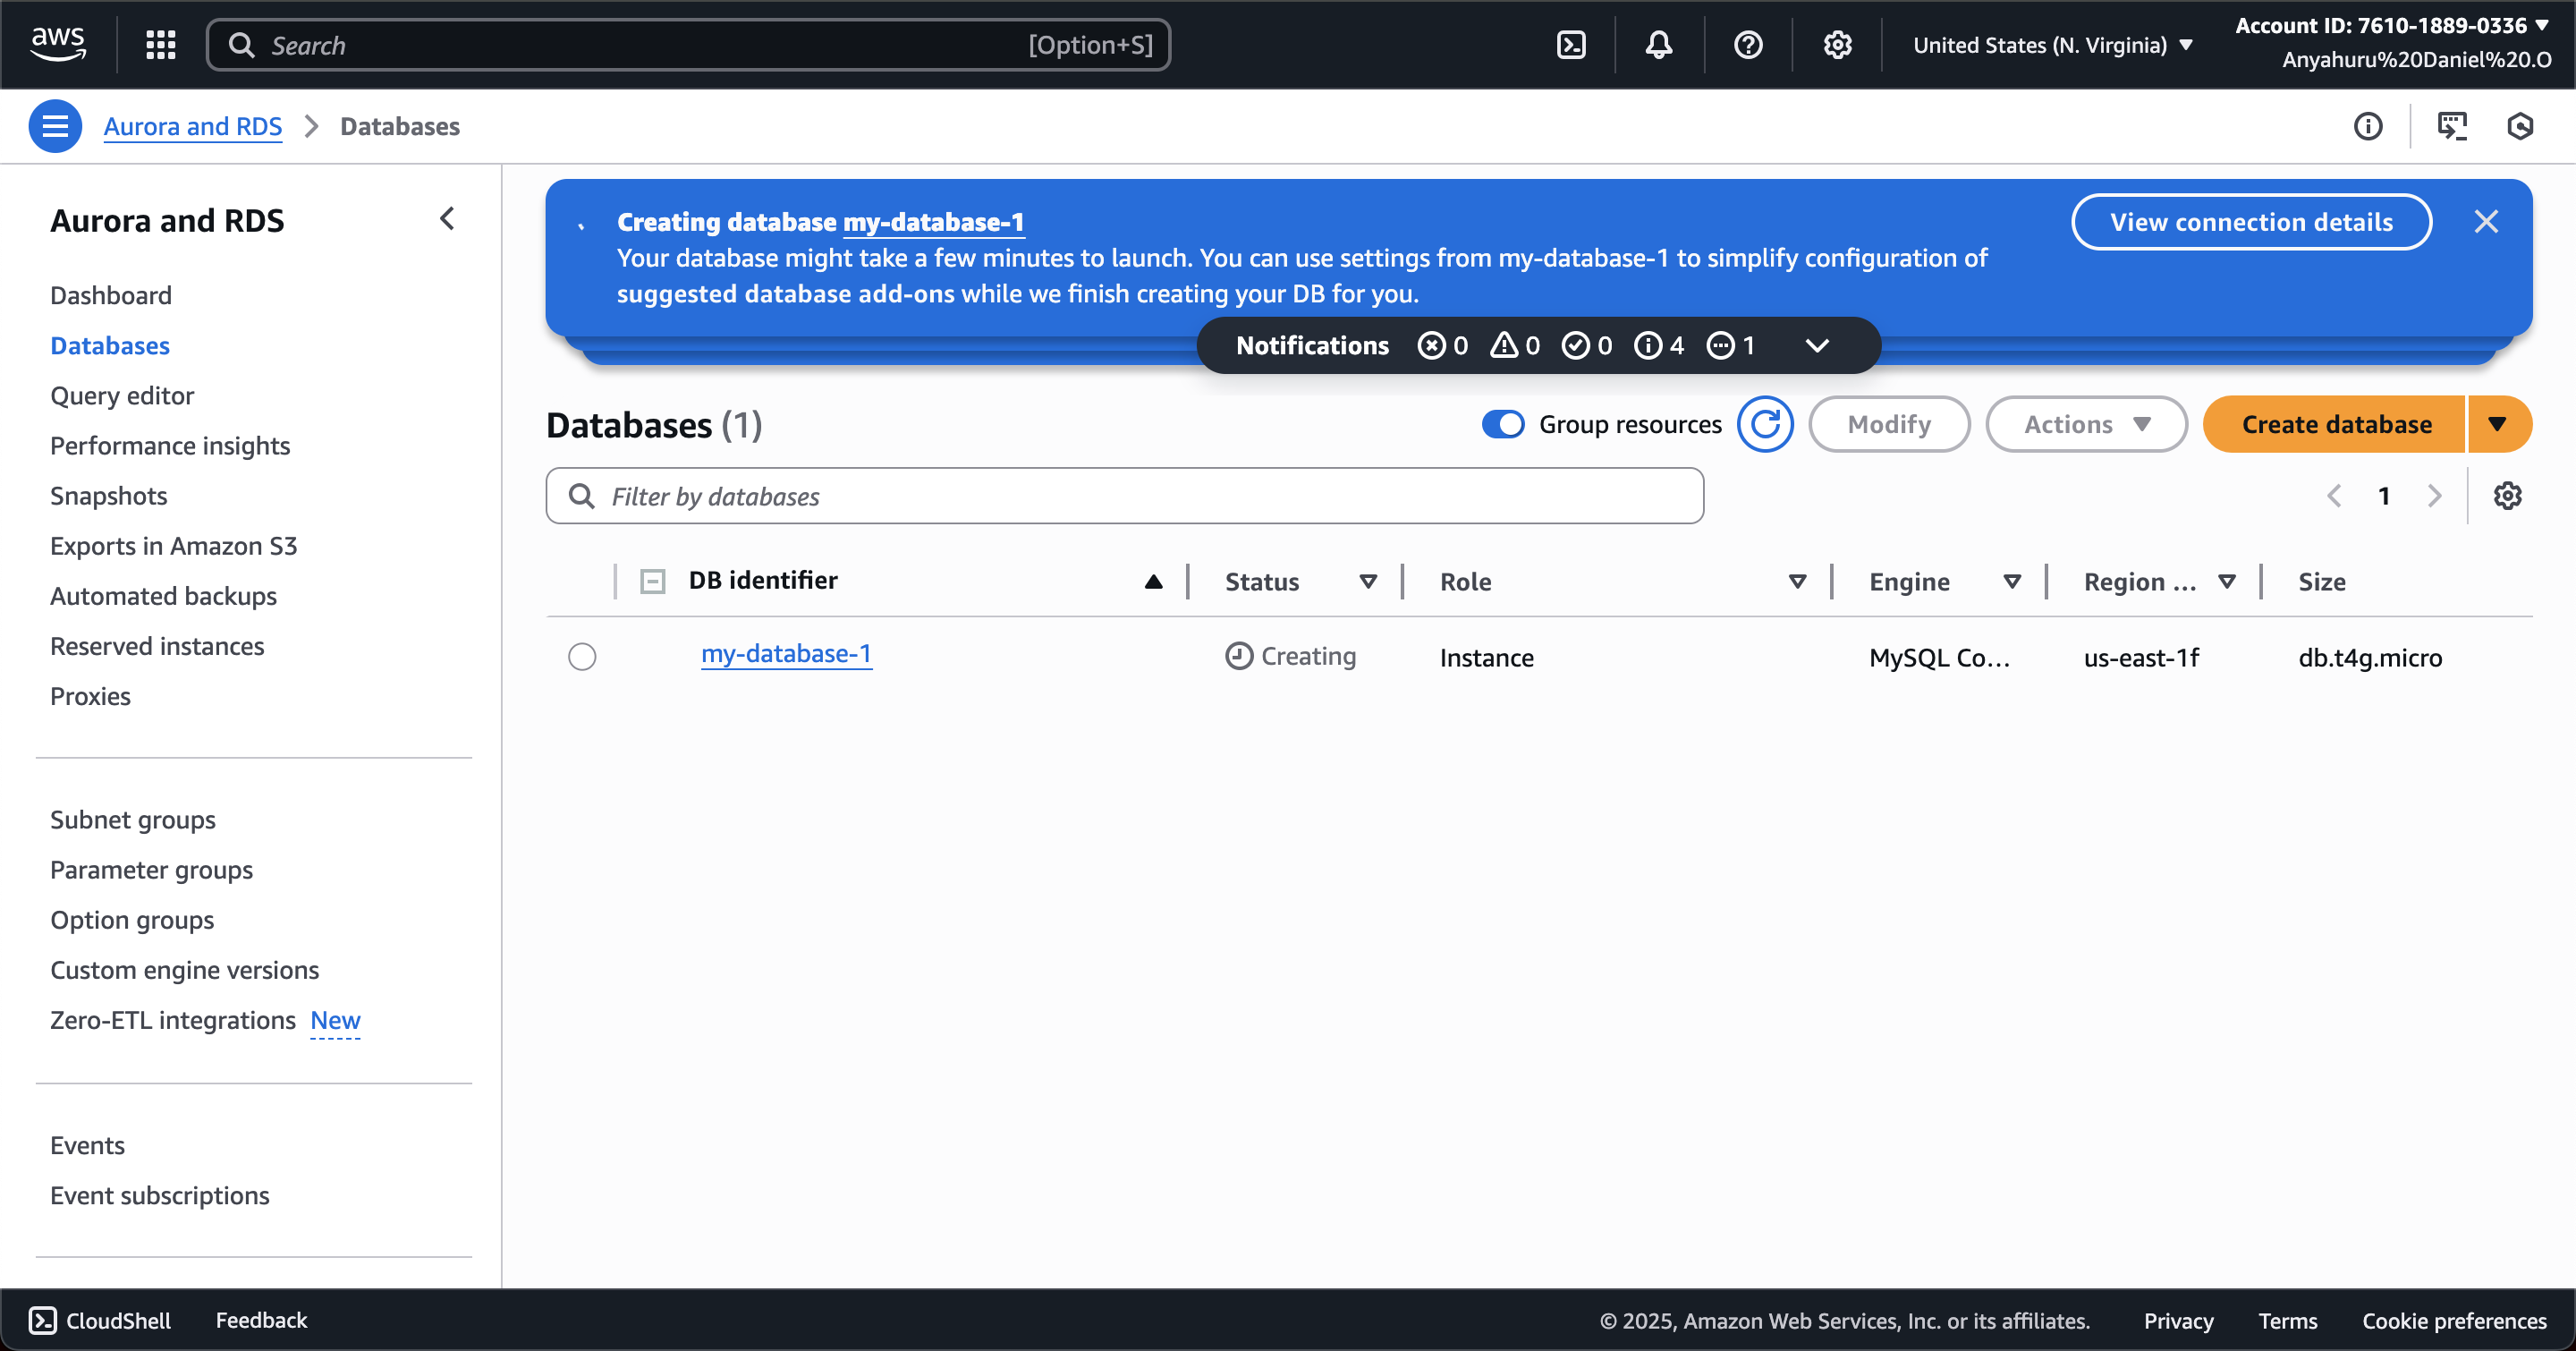 aws
Search [Option+S]
United States (N. Virginia)
Account ID: 7610-1889-0336
Anyahuru%20Daniel%20.O
Aurora and RDS
Databases
Aurora and RDS
Dashboard
Databases
Query editor
Performance insights
Snapshots
Exports in Amazon S3
Automated backups
Reserved instances
Proxies
Subnet groups
Parameter groups
Option groups
Custom engine versions
Zero-ETL integrations New
Events
Event subscriptions
Creating database my-database-1
Your database might take a few minutes to launch. You can use settings from my-database-1 to simplify configuration of
suggested database add-ons while we finish creating your DB for you.
View connection details
Notifications 0 0 0 4 1
Databases (1)
Group resources
Modify
Actions
Create database
Filter by databases
1
DB identifier Status Role Engine Region ... Size
my-database-1 Creating Instance MySQL Co... us-east-1f db.t4g.micro
CloudShell Feedback
© 2025, Amazon Web Services, Inc. or its affiliates. Privacy Terms Cookie preferences